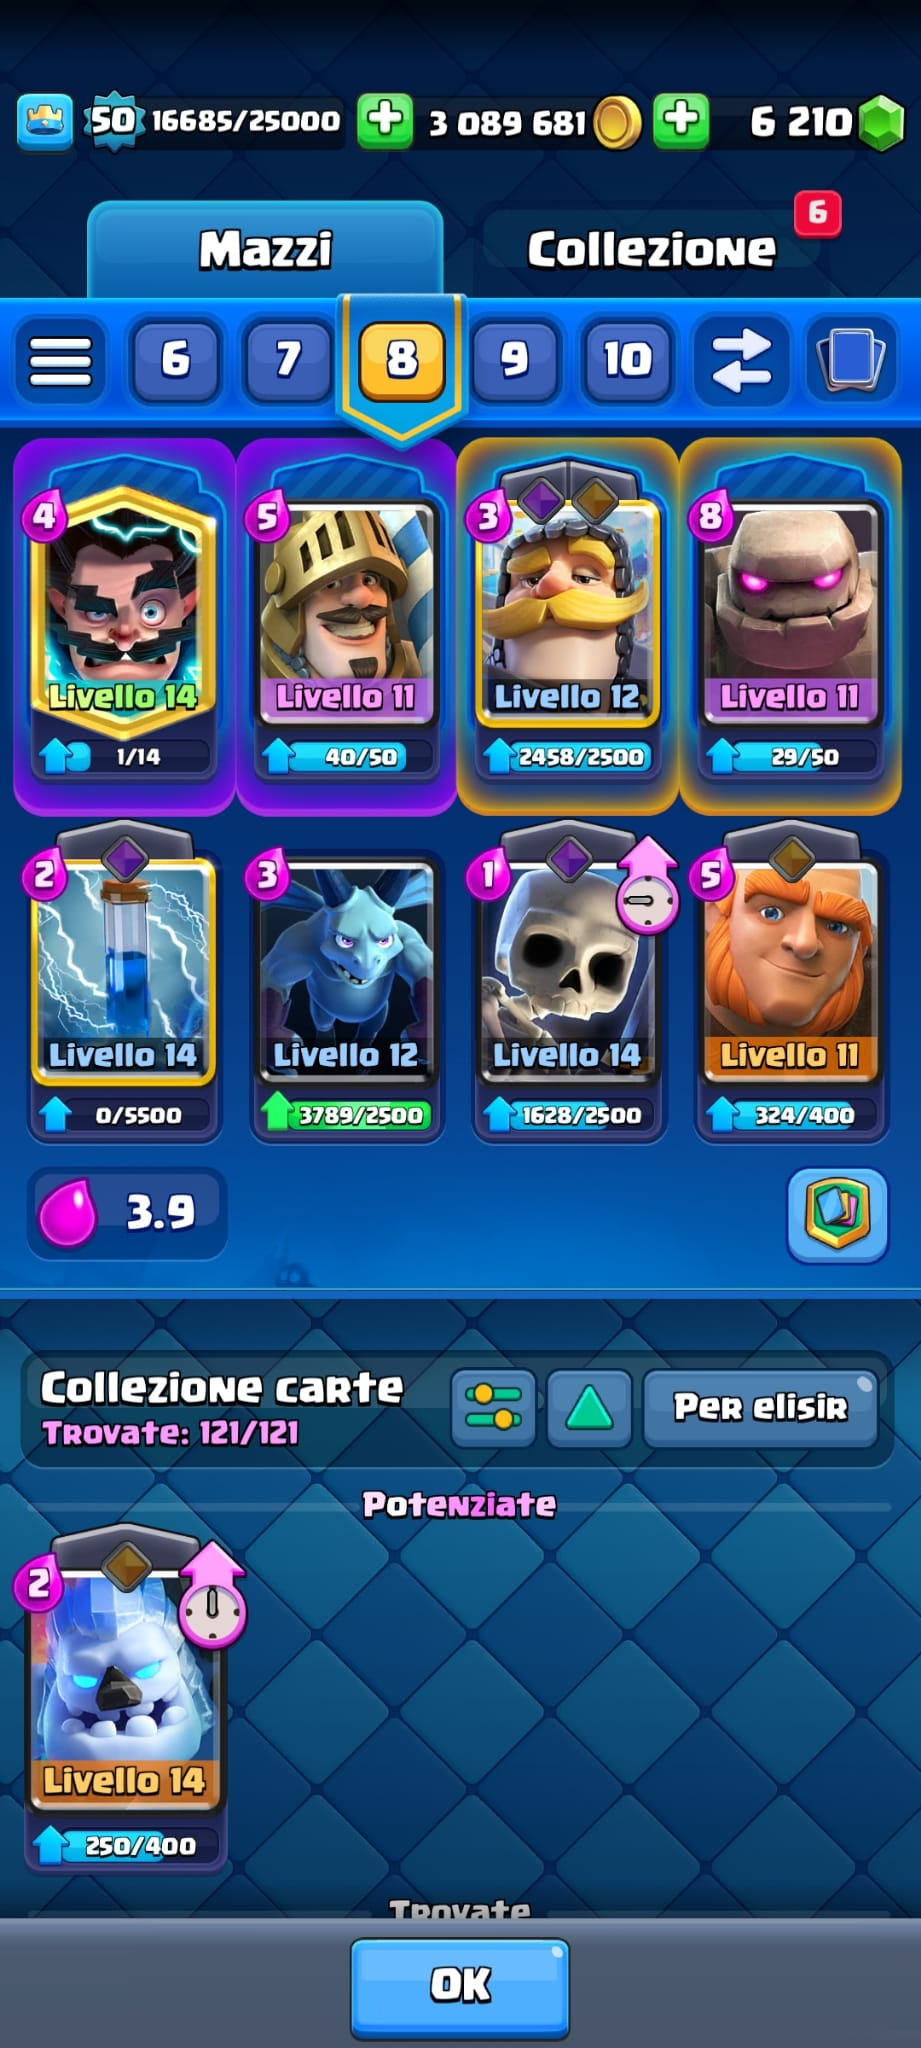 50 16685/25000 3 089 681 6 210
Mazzi Collezione 6
6 7 8 9 10
4 5 3 8
Livello 14 Livello 11 Livello 12 Livello 11
1/14 40/50 2458/2500 29/50
2 3 1 5
Livello 14 Livello 12 Livello 14 Livello 11
0/5500 3789/2500 1628/2500 324/400
3.9
Collezione carte
Trovate: 121/121
Per elisir
Potenziate
2
Livello 14
250/400
Trovate
OK